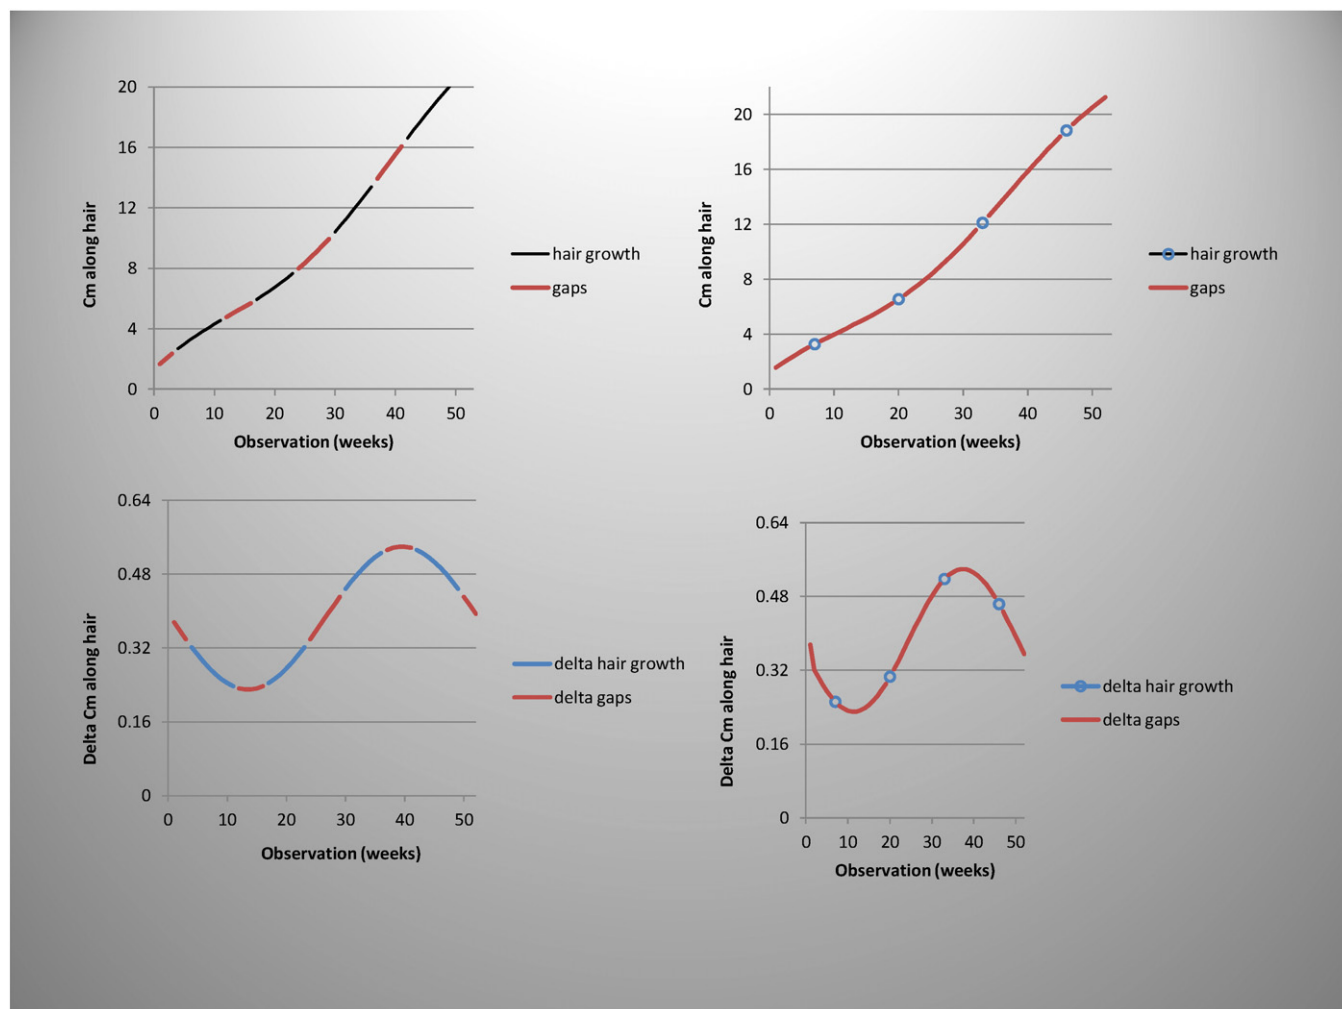 20
16
12
8
4
0
Cm along hair
0 10 20 30 40 50
Observation (weeks)
hair growth
gaps
20
16
12
8
4
0
Cm along hair
0 10 20 30 40 50
Observation (weeks)
hair growth
gaps
0.64
0.48
0.32
0.16
0
Delta Cm along hair
0 10 20 30 40 50
Observation (weeks)
delta hair growth
delta gaps
0.64
0.48
0.32
0.16
0
Delta Cm along hair
0 10 20 30 40 50
Observation (weeks)
delta hair growth
delta gaps